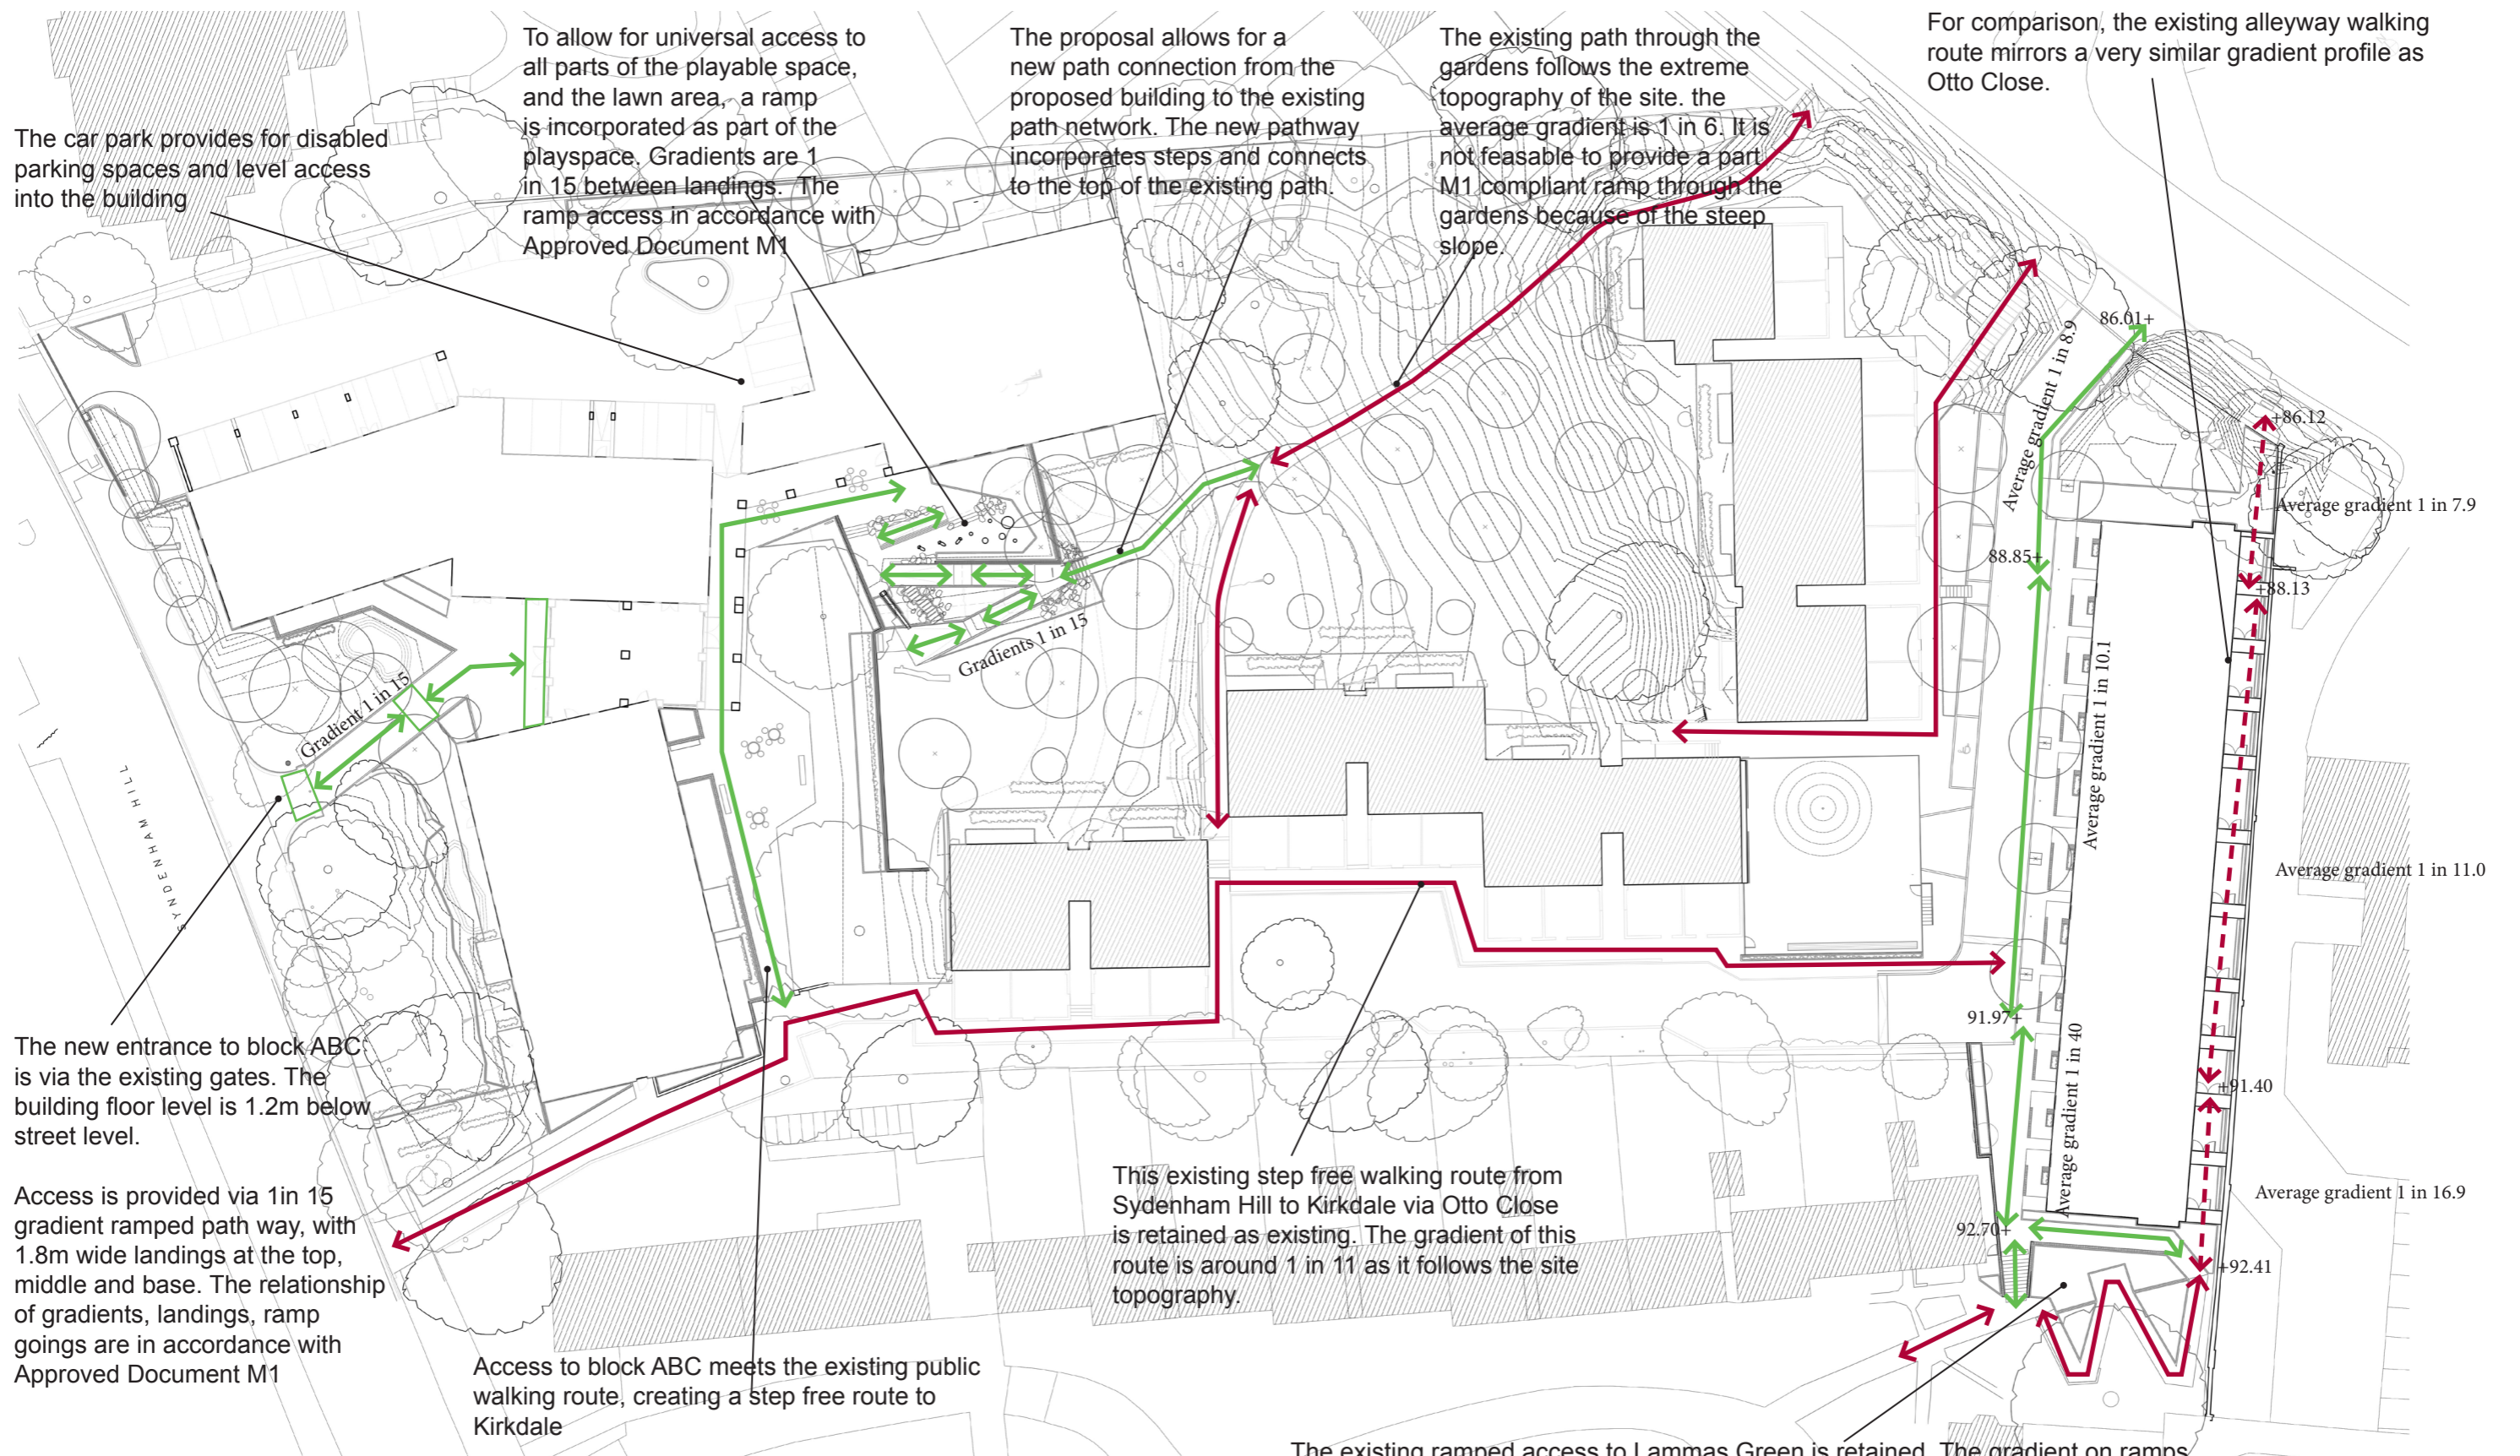 The car park provides for disabled
parking spaces and level access
into the building
To allow for universal access to
all parts of the playable space,
and the lawn area, a ramp
is incorporated as part of the
playspace. Gradients are 1
in 15 between landings. The
ramp access in accordance with
Approved Document M1
The proposal allows for a
new path connection from the
proposed building to the existing
path network. The new pathway
incorporates steps and connects
to the top of the existing path.
The existing path through the
gardens follows the extreme
topography of the site. the
average gradient is 1 in 6. It is
not feasable to provide a part
M1 compliant ramp through the
gardens because of the steep
slope.
For comparison, the existing alleyway walking
route mirrors a very similar gradient profile as
Otto Close.
86.01+
Average gradient 1 in 8.9
+86.12
Average gradient 1 in 7.9
88.85+
+88.13
Gradients 1 in 15
Gradient 1 in 15
Average gradient 1 in 10.1
SYNDENHAM HILL
Average gradient 1 in 11.0
91.97+
Average gradient 1 in 40
+91.40
Average gradient 1 in 16.9
92.70+
+92.41
The new entrance to block ABC
is via the existing gates. The
building floor level is 1.2m below
street level.
Access is provided via 1in 15
gradient ramped path way, with
1.8m wide landings at the top,
middle and base. The relationship
of gradients, landings, ramp
goings are in accordance with
Approved Document M1
Access to block ABC meets the existing public
walking route, creating a step free route to
Kirkdale
This existing step free walking route from
Sydenham Hill to Kirkdale via Otto Close
is retained as existing. The gradient of this
route is around 1 in 11 as it follows the site
topography.
The existing ramped access to Lammas Green is retained. The gradient on ramps